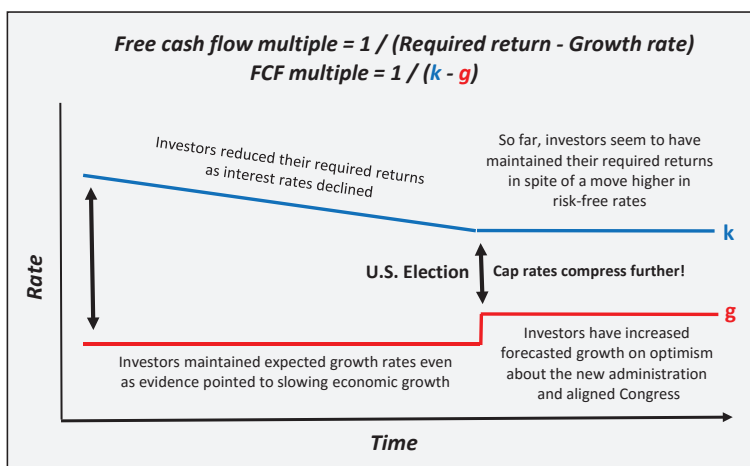 Free cash flow multiple = 1 / (Required return - Growth rate)
FCF multiple = 1 / (k - g)
Investors reduced their required returns
as interest rates declined
So far, investors seem to have
maintained their required returns
in spite of a move higher in
risk-free rates
k
U.S. Election
Cap rates compress further!
Rate
g
Investors maintained expected growth rates even
as evidence pointed to slowing economic growth
Investors have increased
forecasted growth on optimism
about the new administration
and aligned Congress
Time